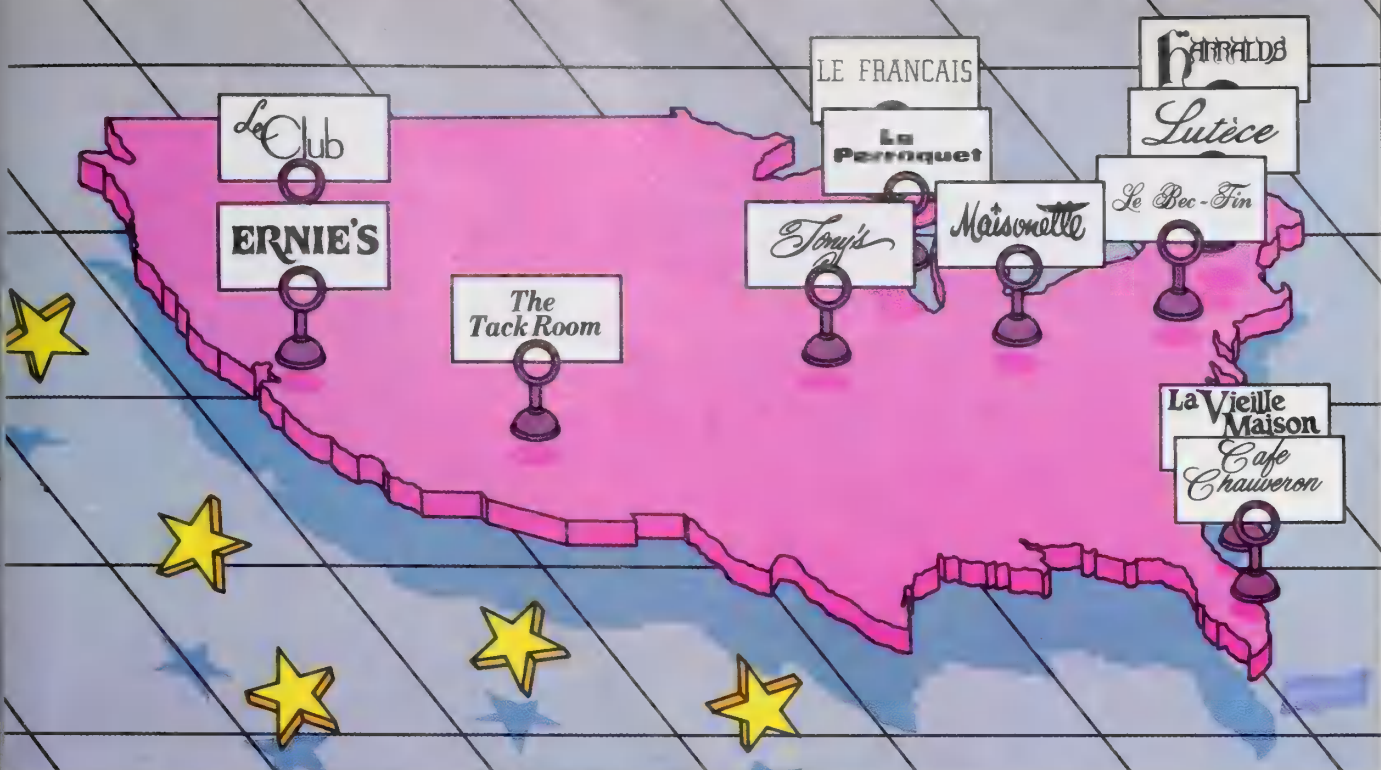 Le Club
ERNIE'S
The
Tack Room
LE FRANCAIS
Le
Perroquet
Tony's
Maisonette
HARRALDS
Lutèce
Le Bec-Fin
La Vieille
Maison
Cafe
Chauveron